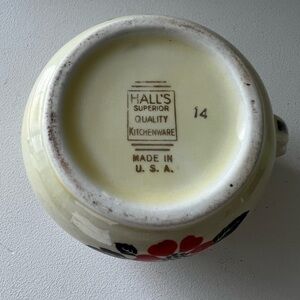 HALL'S
SUPERIOR
QUALITY
KITCHENWARE
14
MADE IN
U. S. A.